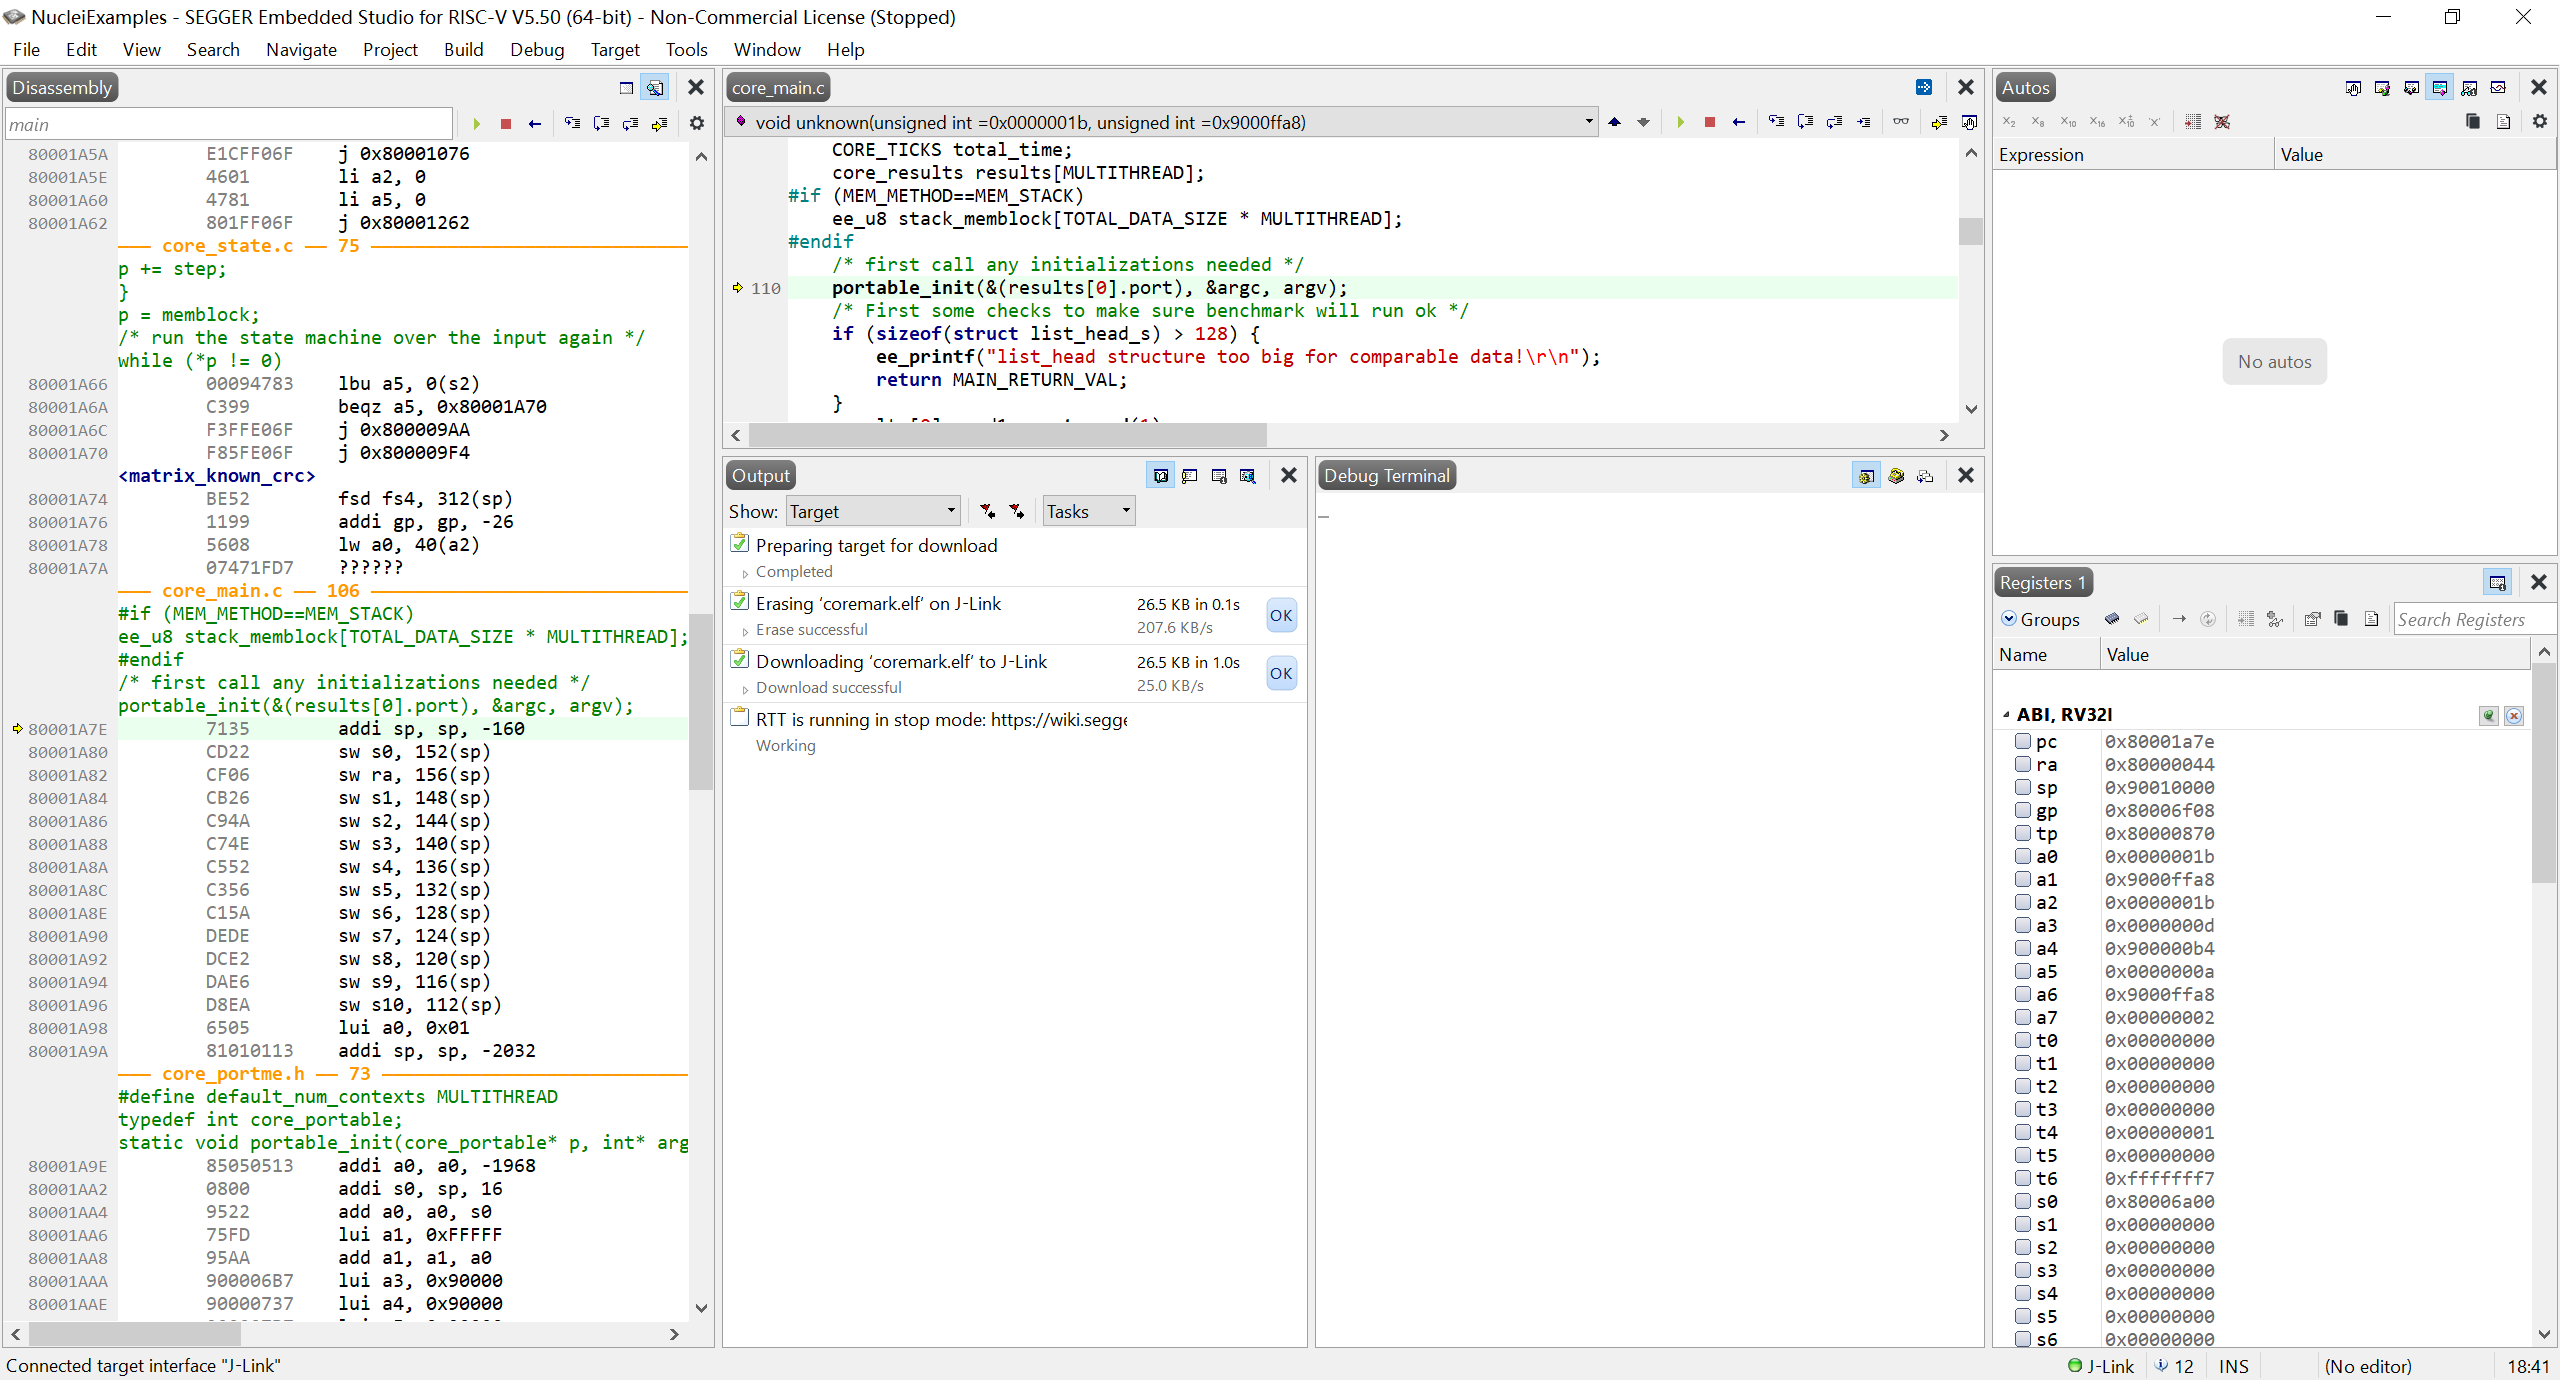 NucleiExamples - SEGGER Embedded Studio for RISC-V V5.50 (64-bit) - Non-Commercial License (Stopped)
File Edit View Search Navigate Project Build Debug Target Tools Window Help
Disassembly
main
80001A5A E1CFF06F j 0x80001076
80001A5E 4601 li a2, 0
80001A60 4781 li a5, 0
80001A62 801FF06F j 0x80001262
core_state.c — 75
p += step;
}
p = memblock;
/* run the state machine over the input again */
while (*p != 0)
80001A66 00094783 lbu a5, 0(s2)
80001A6A C399 beqz a5, 0x80001A70
80001A6C F3FFE06F j 0x800009AA
80001A70 F85FE06F j 0x800009F4
<matrix_known_crc>
80001A74 BE52 fsd fs4, 312(sp)
80001A76 1199 addi gp, gp, -26
80001A78 5608 lw a0, 40(a2)
80001A7A 07471FD7 ??????
core_main.c — 106
#if (MEM_METHOD==MEM_STACK)
ee_u8 stack_memblock[TOTAL_DATA_SIZE * MULTITHREAD];
#endif
/* first call any initializations needed */
portable_init(&(results[0].port), &argc, argv);
80001A7E 7135 addi sp, sp, -160
80001A80 CD22 sw s0, 152(sp)
80001A82 CF06 sw ra, 156(sp)
80001A84 CB26 sw s1, 148(sp)
80001A86 C94A sw s2, 144(sp)
80001A88 C74E sw s3, 140(sp)
80001A8A C552 sw s4, 136(sp)
80001A8C C356 sw s5, 132(sp)
80001A8E C15A sw s6, 128(sp)
80001A90 DEDE sw s7, 124(sp)
80001A92 DCE2 sw s8, 120(sp)
80001A94 DAE6 sw s9, 116(sp)
80001A96 D8EA sw s10, 112(sp)
80001A98 6505 lui a0, 0x01
80001A9A 81010113 addi sp, sp, -2032
core_portme.h — 73
#define default_num_contexts MULTITHREAD
typedef int core_portable;
static void portable_init(core_portable* p, int* arg
80001A9E 85050513 addi a0, a0, -1968
80001AA2 0800 addi s0, sp, 16
80001AA4 9522 add a0, a0, s0
80001AA6 75FD lui a1, 0xFFFFF
80001AA8 95AA add a1, a1, a0
80001AAA 900006B7 lui a3, 0x90000
80001AAE 90000737 lui a4, 0x90000
core_main.c
void unknown(unsigned int =0x0000001b, unsigned int =0x9000ffa8)
CORE_TICKS total_time;
core_results results[MULTITHREAD];
#if (MEM_METHOD==MEM_STACK)
ee_u8 stack_memblock[TOTAL_DATA_SIZE * MULTITHREAD];
#endif
/* first call any initializations needed */
110 portable_init(&(results[0].port), &argc, argv);
/* First some checks to make sure benchmark will run ok */
if (sizeof(struct list_head_s) > 128) {
ee_printf("list_head structure too big for comparable data!\r\n");
return MAIN_RETURN_VAL;
}
Output
Show: Target Tasks
Preparing target for download
Completed
Erasing ‘coremark.elf’ on J-Link 26.5 KB in 0.1s OK
Erase successful 207.6 KB/s
Downloading ‘coremark.elf’ to J-Link 26.5 KB in 1.0s OK
Download successful 25.0 KB/s
RTT is running in stop mode: https://wiki.segge
Working
Debug Terminal
_
Autos
Expression Value
No autos
Registers 1
Groups Search Registers
Name Value
ABI, RV32I
pc 0x80001a7e
ra 0x80000044
sp 0x90010000
gp 0x80006f08
tp 0x80000870
a0 0x0000001b
a1 0x9000ffa8
a2 0x0000001b
a3 0x0000000d
a4 0x900000b4
a5 0x0000000a
a6 0x9000ffa8
a7 0x00000002
t0 0x00000000
t1 0x00000000
t2 0x00000000
t3 0x00000000
t4 0x00000001
t5 0x00000000
t6 0xfffffff7
s0 0x80006a00
s1 0x00000000
s2 0x00000000
s3 0x00000000
s4 0x00000000
s5 0x00000000
s6 0x00000000
Connected target interface "J-Link"
J-Link 12 INS (No editor) 18:41